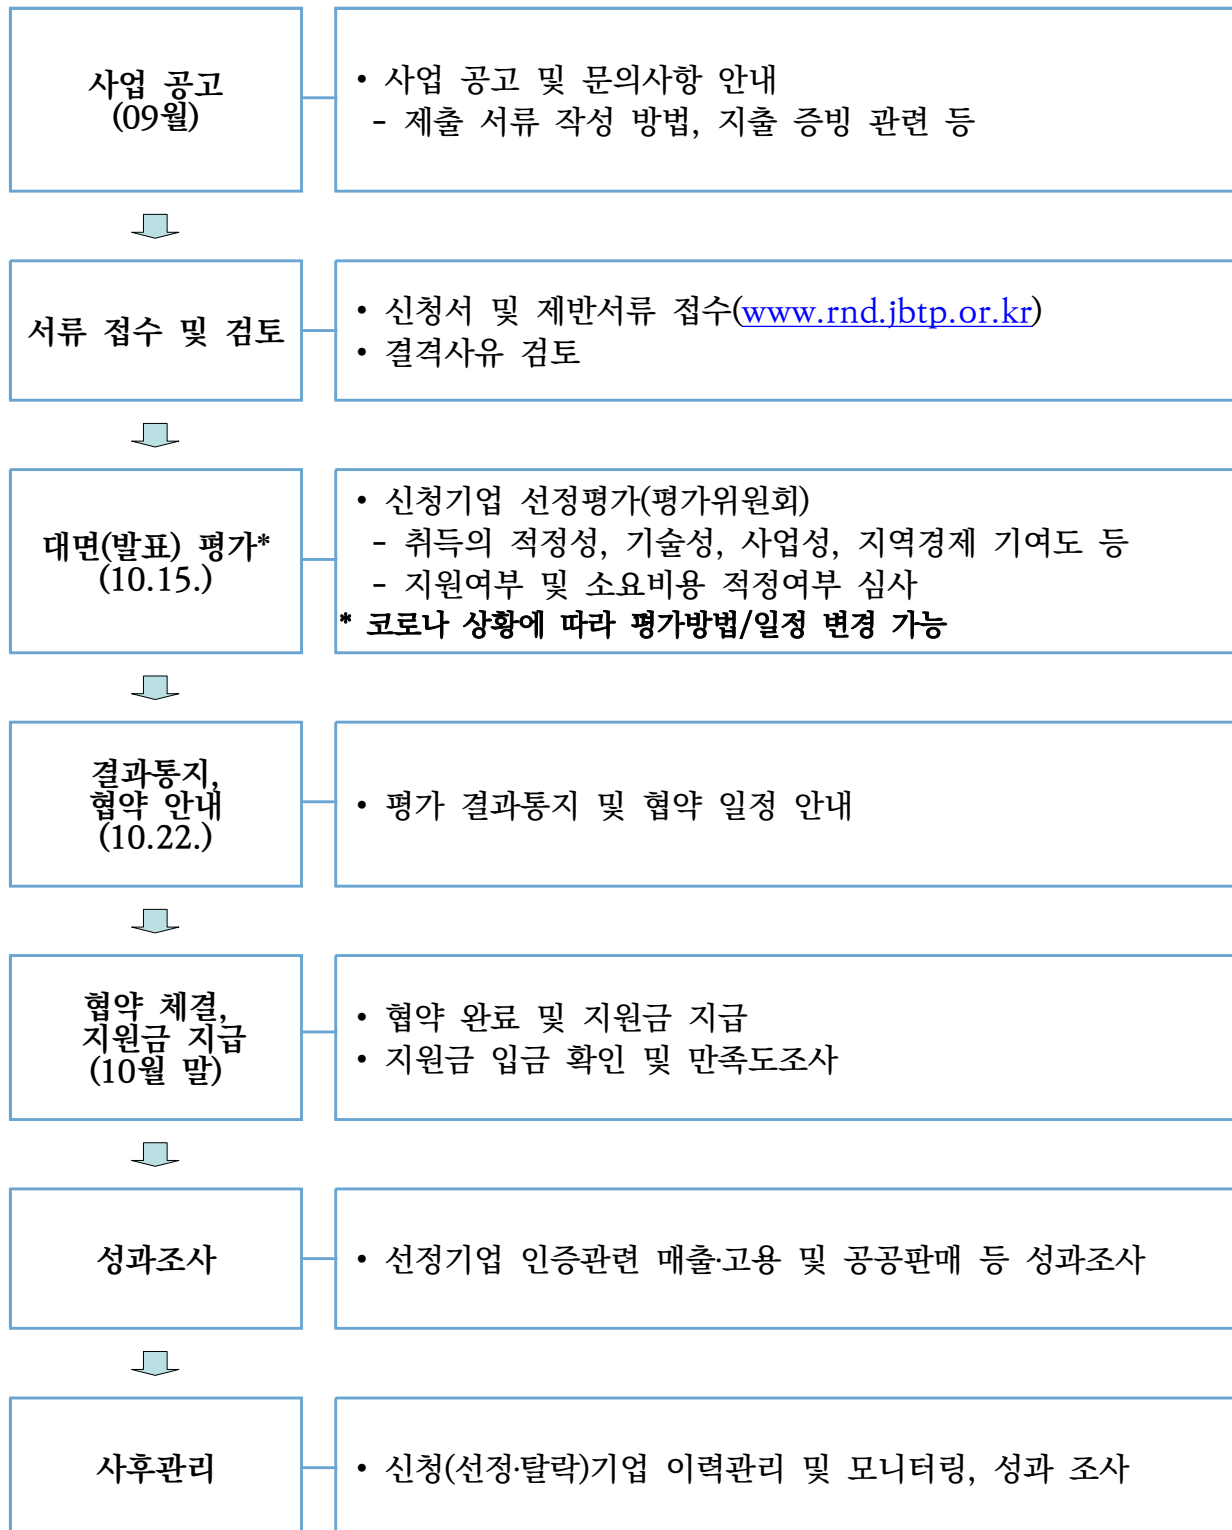 사업 공고
(09월)
• 사업 공고 및 문의사항 안내
- 제출 서류 작성 방법, 지출 증빙 관련 등
서류 접수 및 검토
• 신청서 및 제반서류 접수(www.rnd.jbtp.or.kr)
• 결격사유 검토
대면(발표) 평가*
(10.15.)
• 신청기업 선정평가(평가위원회)
- 취득의 적정성, 기술성, 사업성, 지역경제 기여도 등
- 지원여부 및 소요비용 적정여부 심사
* 코로나 상황에 따라 평가방법/일정 변경 가능
결과통지,
협약 안내
(10.22.)
• 평가 결과통지 및 협약 일정 안내
협약 체결,
지원금 지급
(10월 말)
• 협약 완료 및 지원금 지급
• 지원금 입금 확인 및 만족도조사
성과조사
• 선정기업 인증관련 매출·고용 및 공공판매 등 성과조사
사후관리
• 신청(선정·탈락)기업 이력관리 및 모니터링, 성과 조사